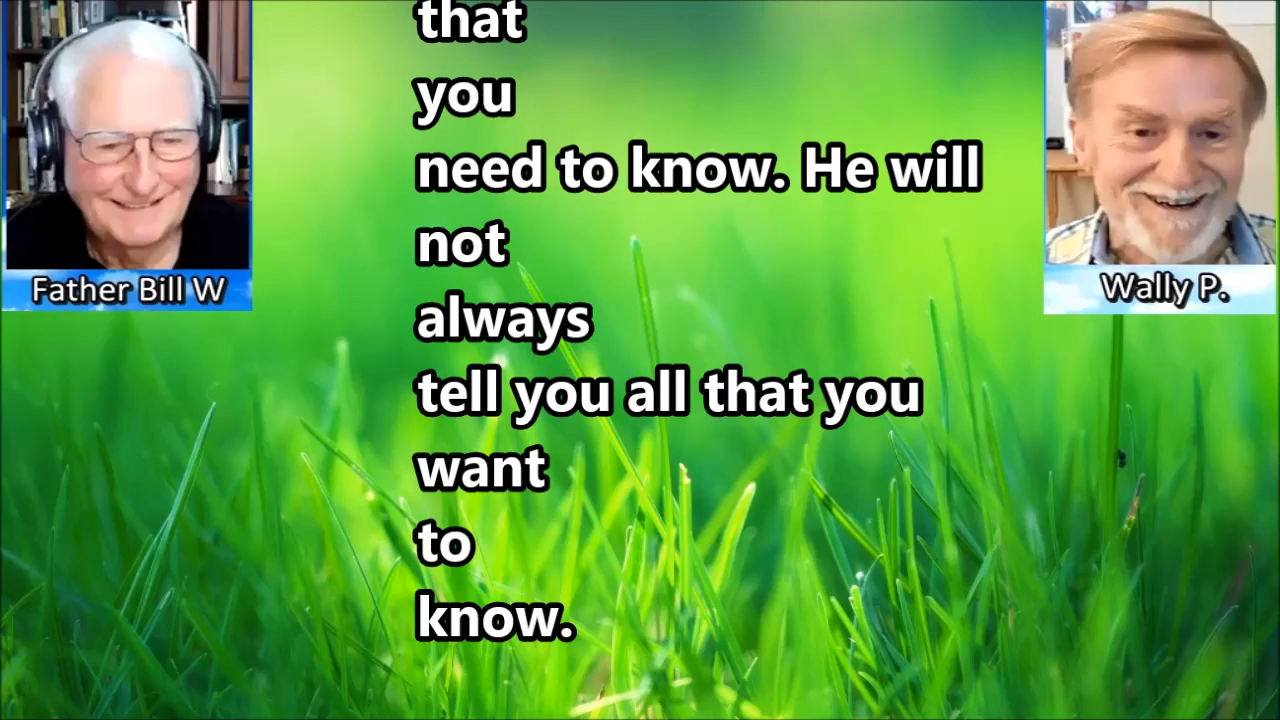 that
you
need to know. He will
not
always
tell you all that you
want
to
know.
Father Bill W
Wally P.